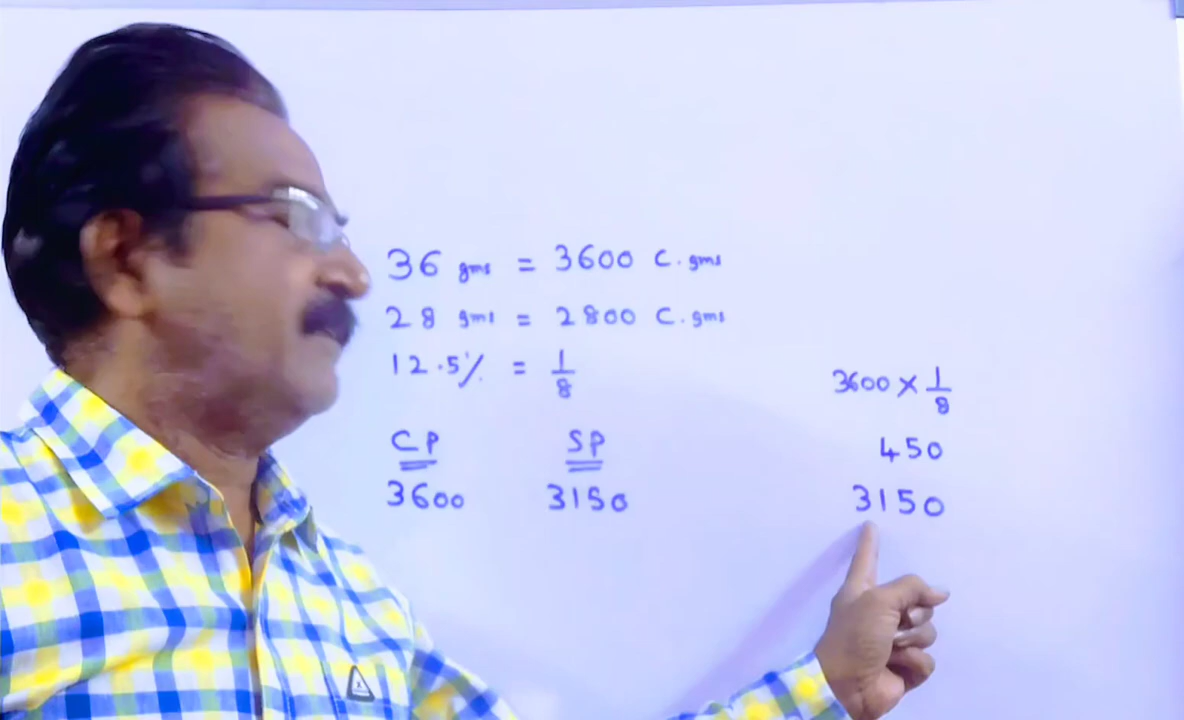 36 gms = 3600 C.gms
28 gms = 2800 C.gms
12.5% = 1/8
CP SP
3600 3150
3600 × 1/8
450
3150